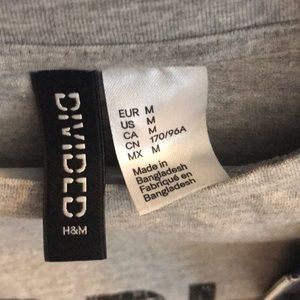 DIVIDED
H&M
EUR M
US M
CA M
CN 170/96A
MX M
Made in
Bangladesh
Fabriqué en
Bangladesh